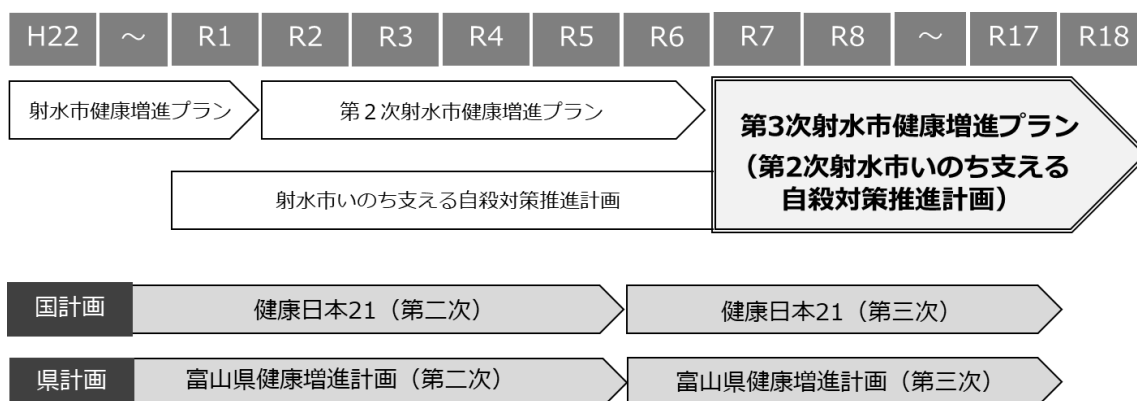 H22 ～ R1 R2 R3 R4 R5 R6 R7 R8 ～ R17 R18
射水市健康増進プラン
第２次射水市健康増進プラン
第3次射水市健康増進プラン
（第2次射水市いのち支える
自殺対策推進計画）
射水市いのち支える自殺対策推進計画
国計画 健康日本21（第二次） 健康日本21（第三次）
県計画 富山県健康増進計画（第二次） 富山県健康増進計画（第三次）